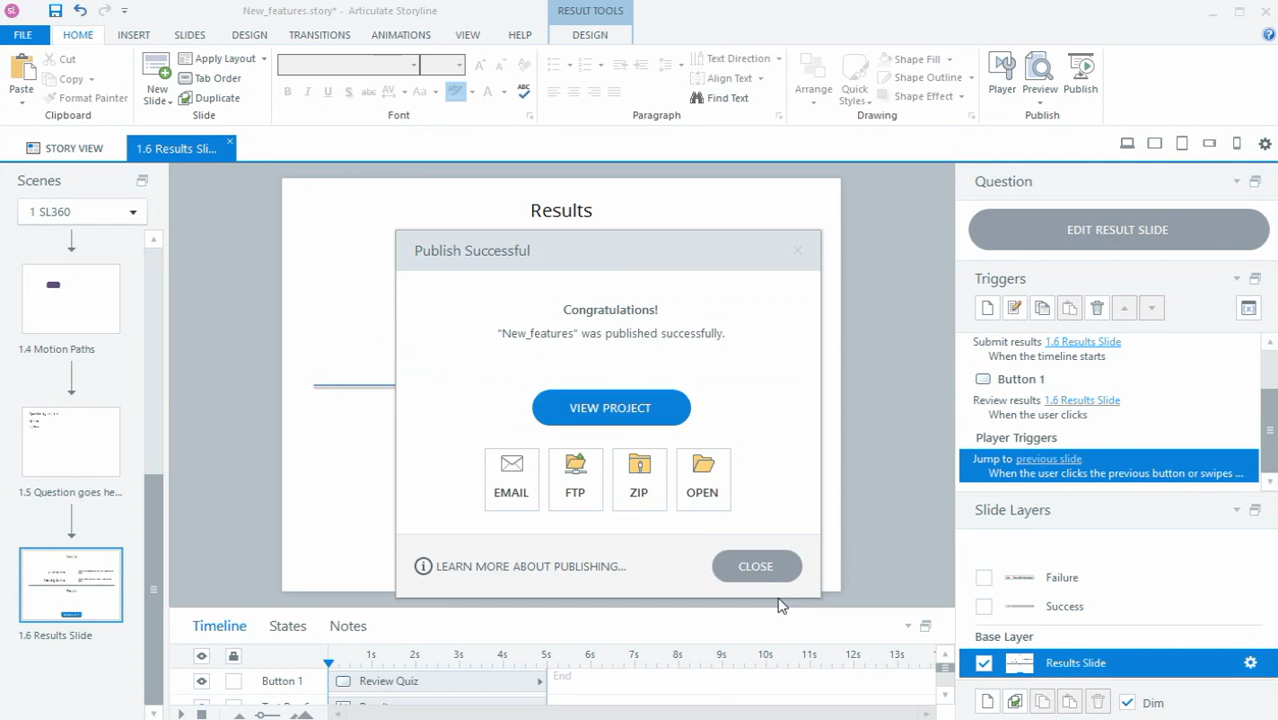 sl
New_features.story* - Articulate Storyline
RESULT TOOLS
FILE
HOME
INSERT
SLIDES
DESIGN
TRANSITIONS
ANIMATIONS
VIEW
HELP
DESIGN
Paste
Cut
Copy
Format Painter
Clipboard
New
Slide
Apply Layout
Tab Order
Duplicate
Slide
B I U S abc AV Aa A
ABC
Font
Text Direction
Align Text
Find Text
Paragraph
Arrange
Quick
Styles
Shape Fill
Shape Outline
Shape Effect
Drawing
Player
Preview
Publish
Publish
STORY VIEW
1.6 Results Sli...
Scenes
1 SL360
1.4 Motion Paths
1.5 Question goes he...
1.6 Results Slide
Results
Publish Successful
Congratulations!
"New_features" was published successfully.
VIEW PROJECT
EMAIL
FTP
ZIP
OPEN
LEARN MORE ABOUT PUBLISHING...
CLOSE
Timeline
States
Notes
1s 2s 3s 4s 5s 6s 7s 8s 9s 10s 11s 12s 13s
Button 1
Review Quiz
End
Question
EDIT RESULT SLIDE
Triggers
Submit results 1.6 Results Slide
When the timeline starts
Button 1
Review results 1.6 Results Slide
When the user clicks
Player Triggers
Jump to previous slide
When the user clicks the previous button or swipes ...
Slide Layers
Failure
Success
Base Layer
Results Slide
Dim